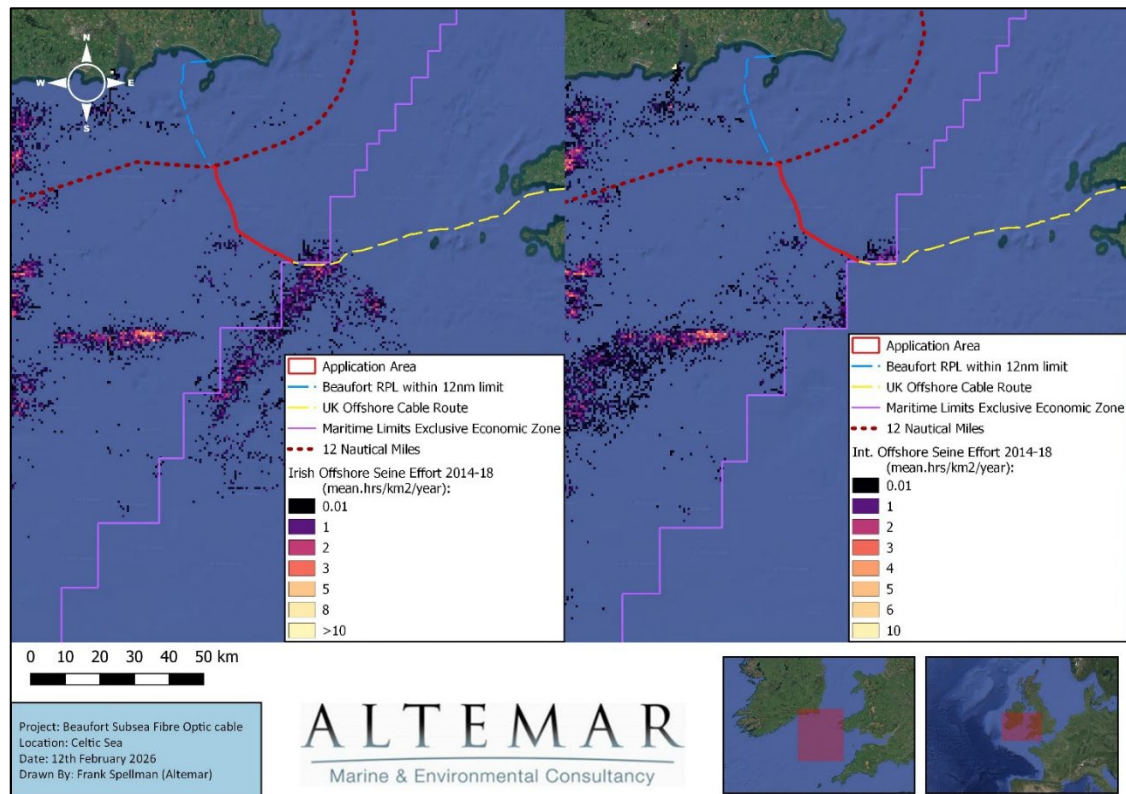 N
W
E
S
Application Area
Beaufort RPL within 12nm limit
UK Offshore Cable Route
Maritime Limits Exclusive Economic Zone
12 Nautical Miles
Irish Offshore Seine Effort 2014-18
(mean.hrs/km2/year):
0.01
1
2
3
5
8
>10
Application Area
Beaufort RPL within 12nm limit
UK Offshore Cable Route
Maritime Limits Exclusive Economic Zone
12 Nautical Miles
Int. Offshore Seine Effort 2014-18
(mean.hrs/km2/year):
0.01
1
2
3
4
5
6
10
0 10 20 30 40 50 km
Project: Beaufort Subsea Fibre Optic cable
Location: Celtic Sea
Date: 12th February 2026
Drawn By: Frank Spellman (Altemar)
ALTEMAR
Marine & Environmental Consultancy